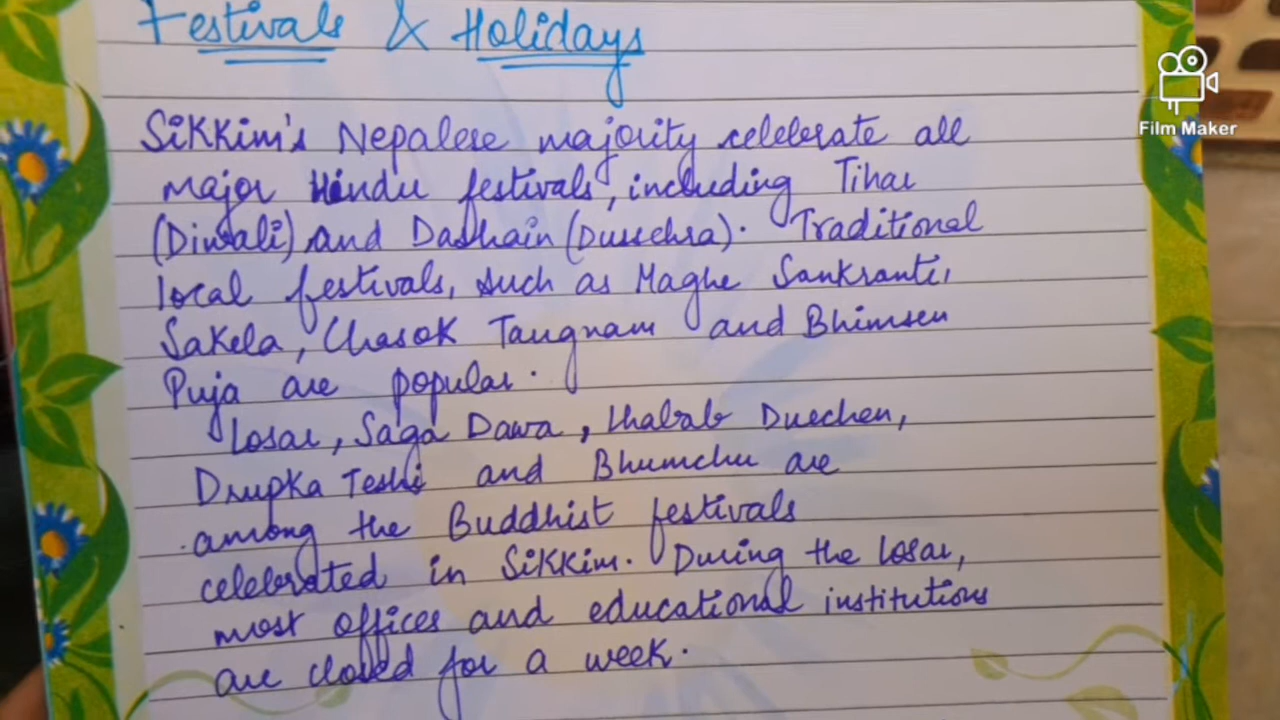 Festivals & Holidays
Film Maker
Sikkim's Nepalese majority celebrate all
major Hindu festivals, including Tihar
(Diwali) and Dashain (Dussehra). Traditional
local festivals, such as Maghe Sankranti,
Sakela, Chasok Tangnam and Bhimsen
Puja are popular.
Losar, Saga Dawa, Lhabab Duechen,
Drupka Teshi and Bhumchu are
among the Buddhist festivals
celebrated in Sikkim. During the Losar,
most offices and educational institutions
are closed for a week.